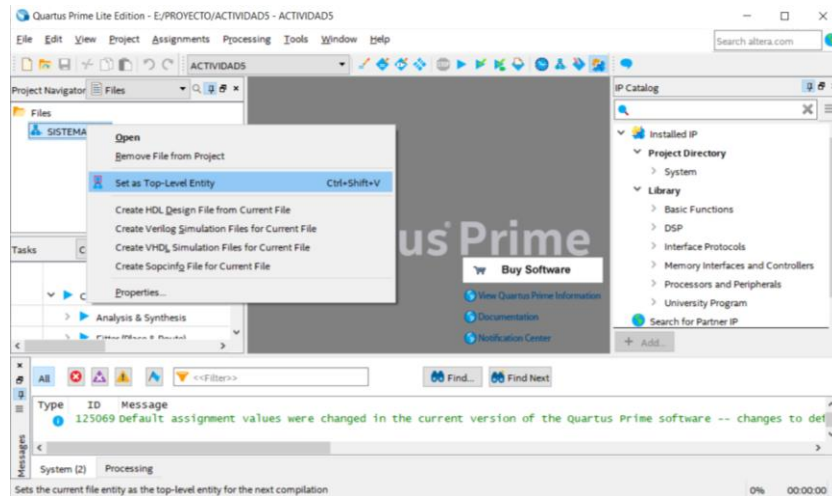 Quartus Prime Lite Edition - E:/PROYECTO/ACTIVIDAD5 - ACTIVIDAD5
File Edit View Project Assignments Processing Tools Window Help
Search altera.com
ACTIVIDAD5
Project Navigator Files
Files
SISTEMA
Open
Remove File from Project
Set as Top-Level Entity Ctrl+Shift+V
Create HDL Design File from Current File
Create Verilog Simulation Files for Current File
Create VHDL Simulation Files for Current File
Create Sopcinfo File for Current File
Properties...
Tasks C
C
Analysis & Synthesis
Fitter (Place & Route)
us Prime
Buy Software
View Quartus Prime Information
Documentation
Notification Center
IP Catalog
Installed IP
Project Directory
System
Library
Basic Functions
DSP
Interface Protocols
Memory Interfaces and Controllers
Processors and Peripherals
University Program
Search for Partner IP
+ Add...
All <<Filter>> Find... Find Next
Type ID Message
125069 Default assignment values were changed in the current version of the Quartus Prime software -- changes to def
Messages
System (2) Processing
Sets the current file entity as the top-level entity for the next compilation
0% 00:00:00